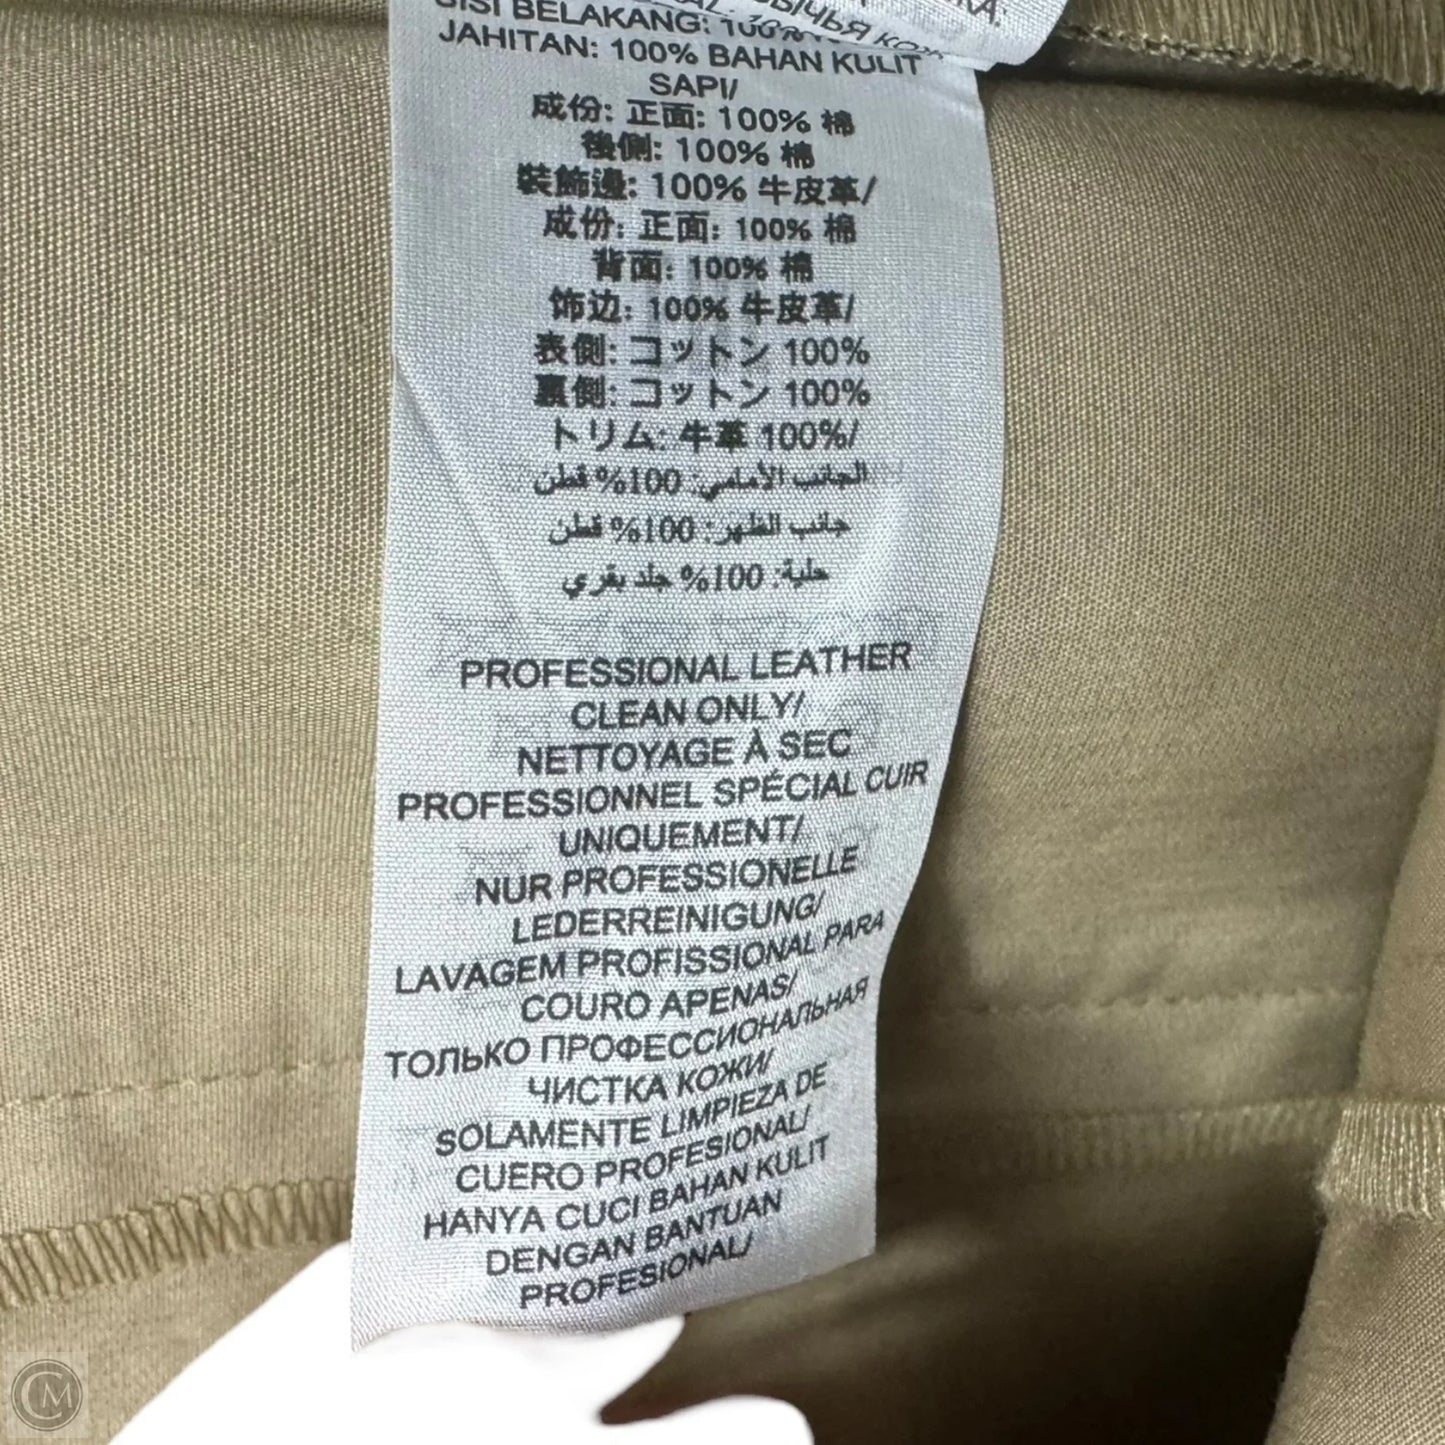 SISI BELAKANG: 100%
JAHITAN: 100% BAHAN KULIT
SAPI/
成份: 正面: 100% 棉
後側: 100% 棉
裝飾邊: 100% 牛皮革/
成份: 正面: 100% 棉
背面: 100% 棉
饰边: 100% 牛皮革/
表側: コットン 100%
裏側: コットン 100%
トリム: 牛革 100%/
الجانب الأمامي: 100% قطن
جانب الظهر: 100% قطن
حلية: 100% جلد بقري
PROFESSIONAL LEATHER
CLEAN ONLY/
NETTOYAGE À SEC
PROFESSIONNEL SPÉCIAL CUIR
UNIQUEMENT/
NUR PROFESSIONELLE
LEDERREINIGUNG/
LAVAGEM PROFISSIONAL PARA
COURO APENAS/
ТОЛЬКО ПРОФЕССИОНАЛЬНАЯ
ЧИСТКА КОЖИ/
SOLAMENTE LIMPIEZA DE
CUERO PROFESIONAL/
HANYA CUCI BAHAN KULIT
DENGAN BANTUAN
PROFESIONAL/
CM